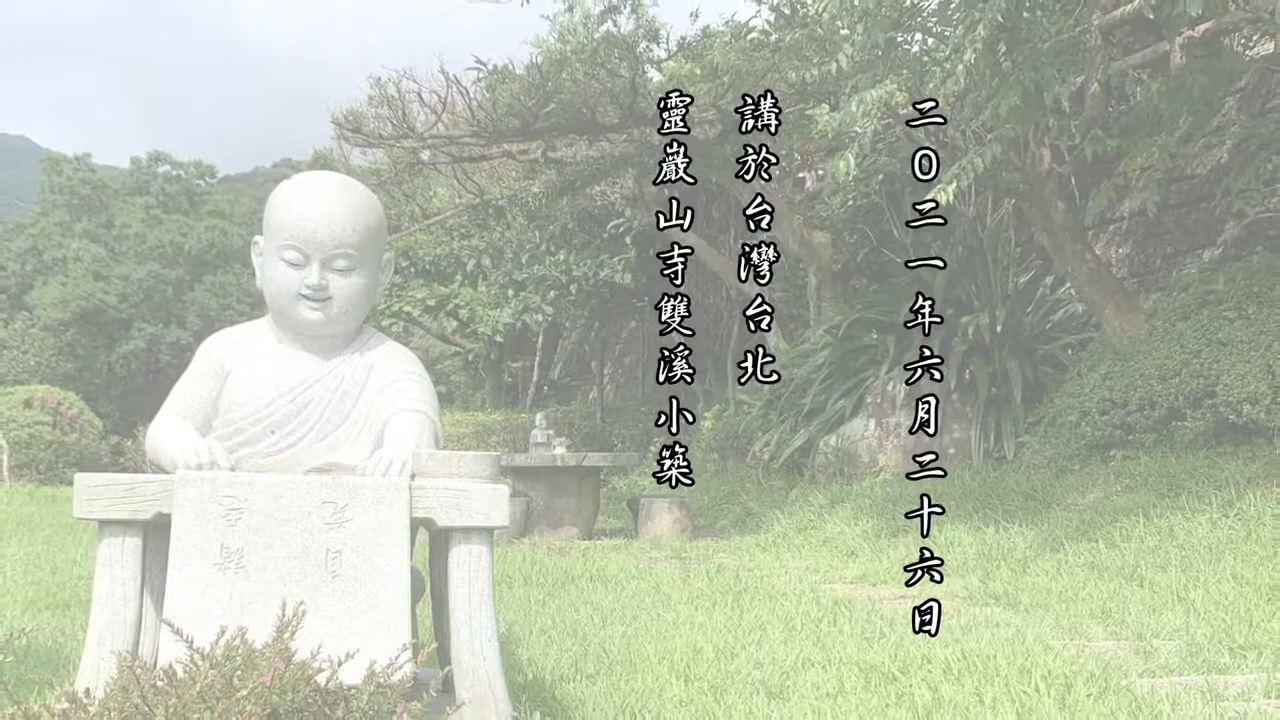 二０二一年六月二十六日
講於台灣台北
靈巖山寺雙溪小築